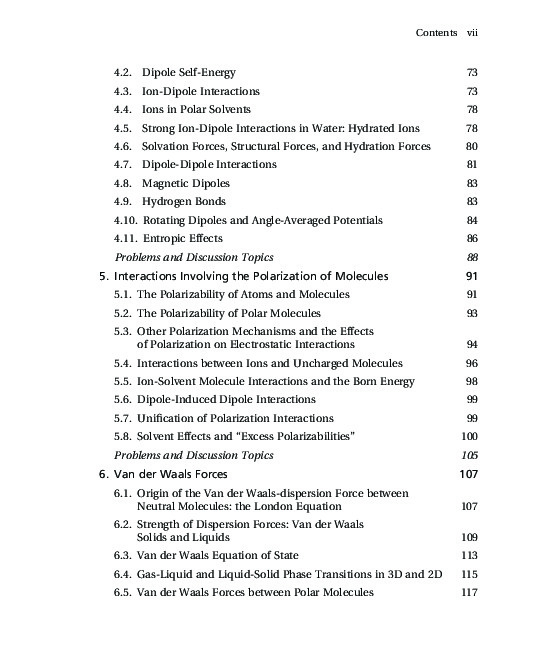 Contents vii
4.2. Dipole Self-Energy 73
4.3. Ion-Dipole Interactions 73
4.4. Ions in Polar Solvents 78
4.5. Strong Ion-Dipole Interactions in Water: Hydrated Ions 78
4.6. Solvation Forces, Structural Forces, and Hydration Forces 80
4.7. Dipole-Dipole Interactions 81
4.8. Magnetic Dipoles 83
4.9. Hydrogen Bonds 83
4.10. Rotating Dipoles and Angle-Averaged Potentials 84
4.11. Entropic Effects 86
Problems and Discussion Topics 88
5. Interactions Involving the Polarization of Molecules 91
5.1. The Polarizability of Atoms and Molecules 91
5.2. The Polarizability of Polar Molecules 93
5.3. Other Polarization Mechanisms and the Effects
of Polarization on Electrostatic Interactions 94
5.4. Interactions between Ions and Uncharged Molecules 96
5.5. Ion-Solvent Molecule Interactions and the Born Energy 98
5.6. Dipole-Induced Dipole Interactions 99
5.7. Unification of Polarization Interactions 99
5.8. Solvent Effects and “Excess Polarizabilities” 100
Problems and Discussion Topics 105
6. Van der Waals Forces 107
6.1. Origin of the Van der Waals-dispersion Force between
Neutral Molecules: the London Equation 107
6.2. Strength of Dispersion Forces: Van der Waals
Solids and Liquids 109
6.3. Van der Waals Equation of State 113
6.4. Gas-Liquid and Liquid-Solid Phase Transitions in 3D and 2D 115
6.5. Van der Waals Forces between Polar Molecules 117